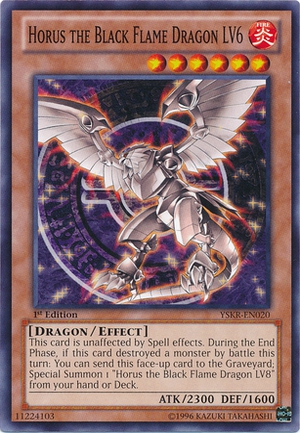 HORUS THE BLACK FLAME DRAGON LV6
FIRE
炎
1st Edition
YSKR-EN020
[DRAGON / EFFECT]
This card is unaffected by Spell effects. During the End
Phase, if this card destroyed a monster by battle this
turn: You can send this face-up card to the Graveyard;
Special Summon 1 "Horus the Black Flame Dragon LV8"
from your hand or Deck.
ATK/2300 DEF/1600
11224103
©1996 KAZUKI TAKAHASHI